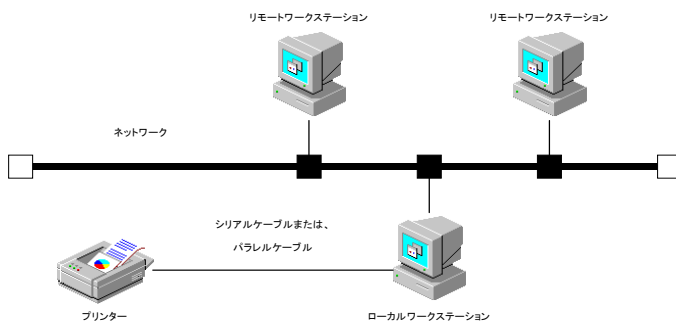 リモートワークステーション
リモートワークステーション
ネットワーク
シリアルケーブルまたは、
パラレルケーブル
プリンター
ローカルワークステーション